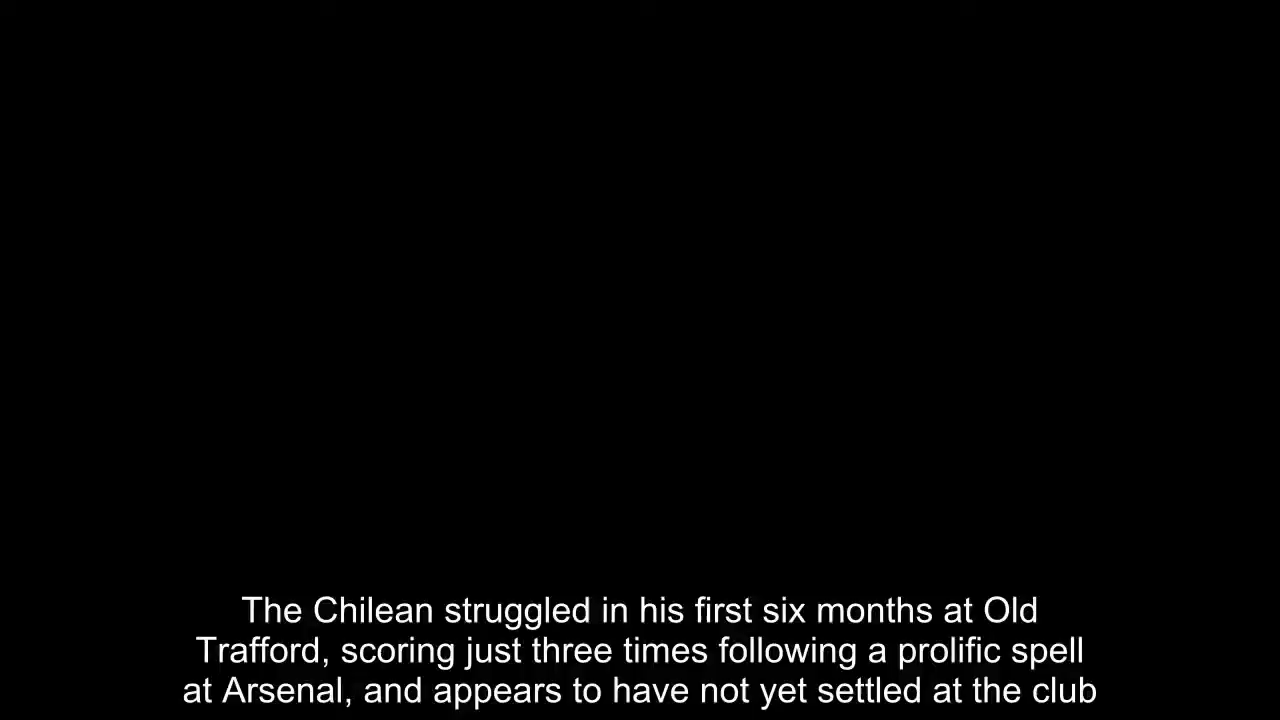 The Chilean struggled in his first six months at Old
Trafford, scoring just three times following a prolific spell
at Arsenal, and appears to have not yet settled at the club